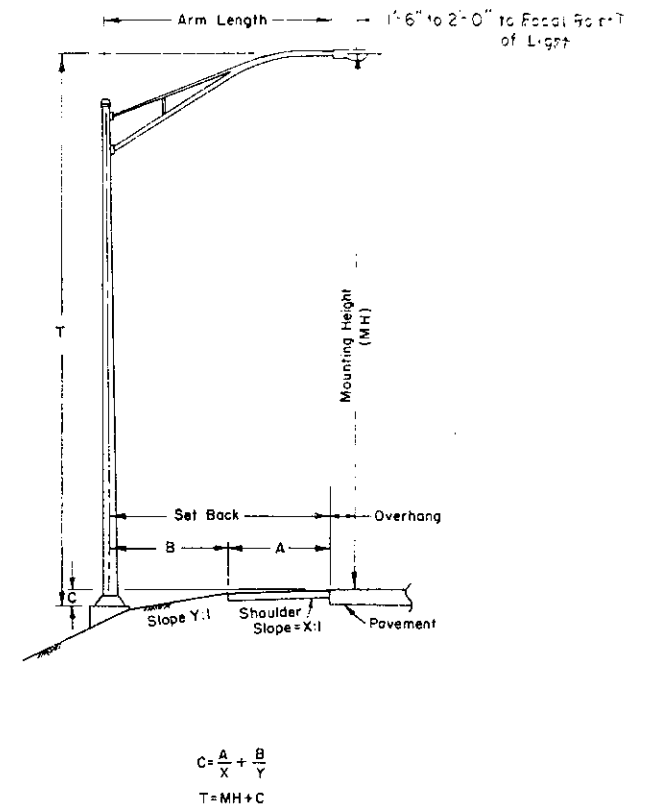 Arm Length
1'-6" to 2'-0" to Focal Point
of Light
T
Mounting Height
(MH)
Set Back
Overhang
B
A
C
Slope Y:1
Shoulder
Slope=X:1
Pavement
C=A/X + B/Y
T=MH+C